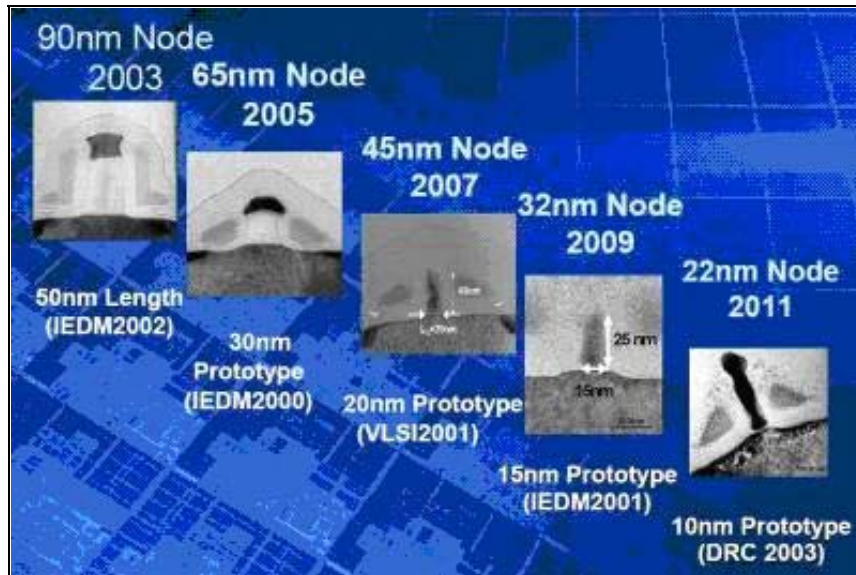 90nm Node
2003
65nm Node
2005
45nm Node
2007
32nm Node
2009
22nm Node
2011
50nm Length
(IEDM2002)
30nm
Prototype
(IEDM2000)
20nm Prototype
(VLSI2001)
25 nm
15nm
15nm Prototype
(IEDM2001)
10nm Prototype
(DRC 2003)